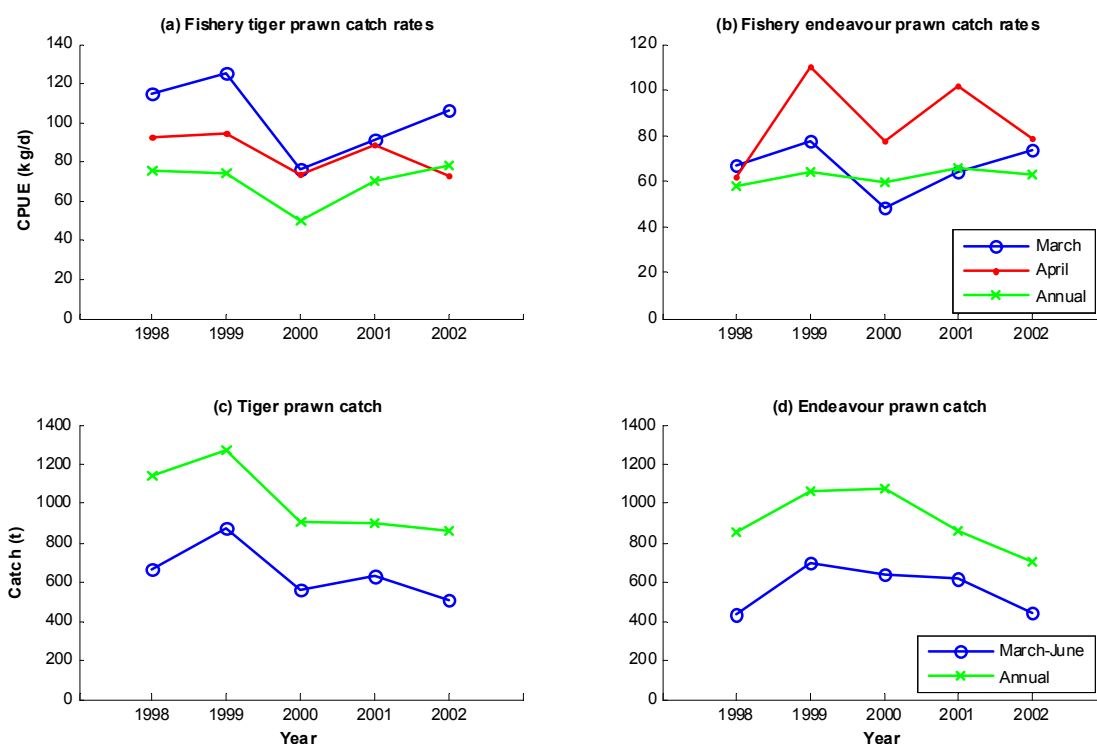 (a) Fishery tiger prawn catch rates
140
120
100
80
60
40
20
0
CPUE (kg/d)
1998 1999 2000 2001 2002
(b) Fishery endeavour prawn catch rates
120
100
80
60
40
20
0
March
April
Annual
1998 1999 2000 2001 2002
(c) Tiger prawn catch
1400
1200
1000
800
600
400
200
0
Catch (t)
1998 1999 2000 2001 2002
Year
(d) Endeavour prawn catch
1400
1200
1000
800
600
400
200
0
March-June
Annual
1998 1999 2000 2001 2002
Year